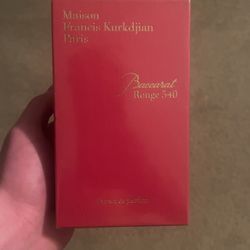 Maison
Francis Kurkdjian
Paris
Baccarat
Rouge 540